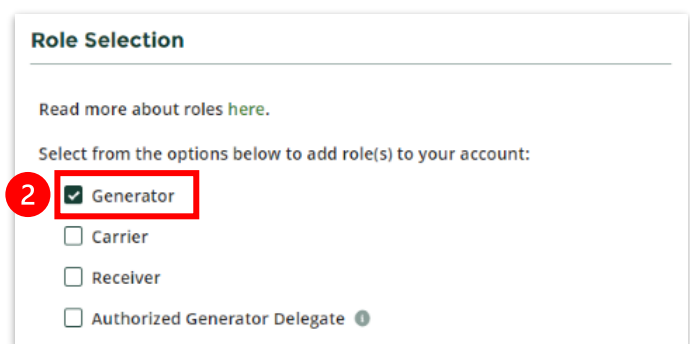 Role Selection
Read more about roles here.
Select from the options below to add role(s) to your account:
2 Generator
Carrier
Receiver
Authorized Generator Delegate i